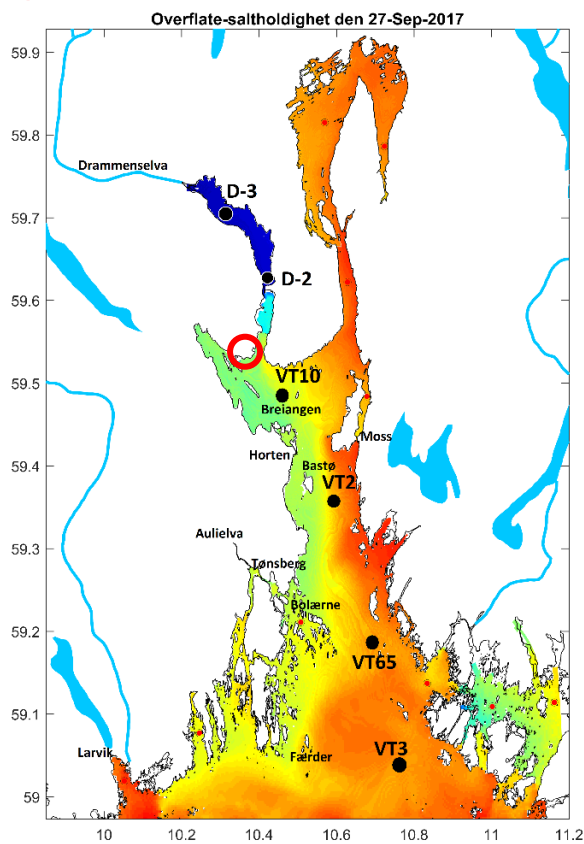 Overflate-saltholdighet den 27-Sep-2017
59.9
59.8
Drammenselva
D-3
59.7
D-2
59.6
59.5
VT10
Breiangen
Moss
Horten
59.4
Bastø
VT2
Aulielva
59.3
Tønsberg
Bolærne
59.2
VT65
59.1
VT3
Færder
Larvik
59
10
10.2
10.4
10.6
10.8
11
11.2